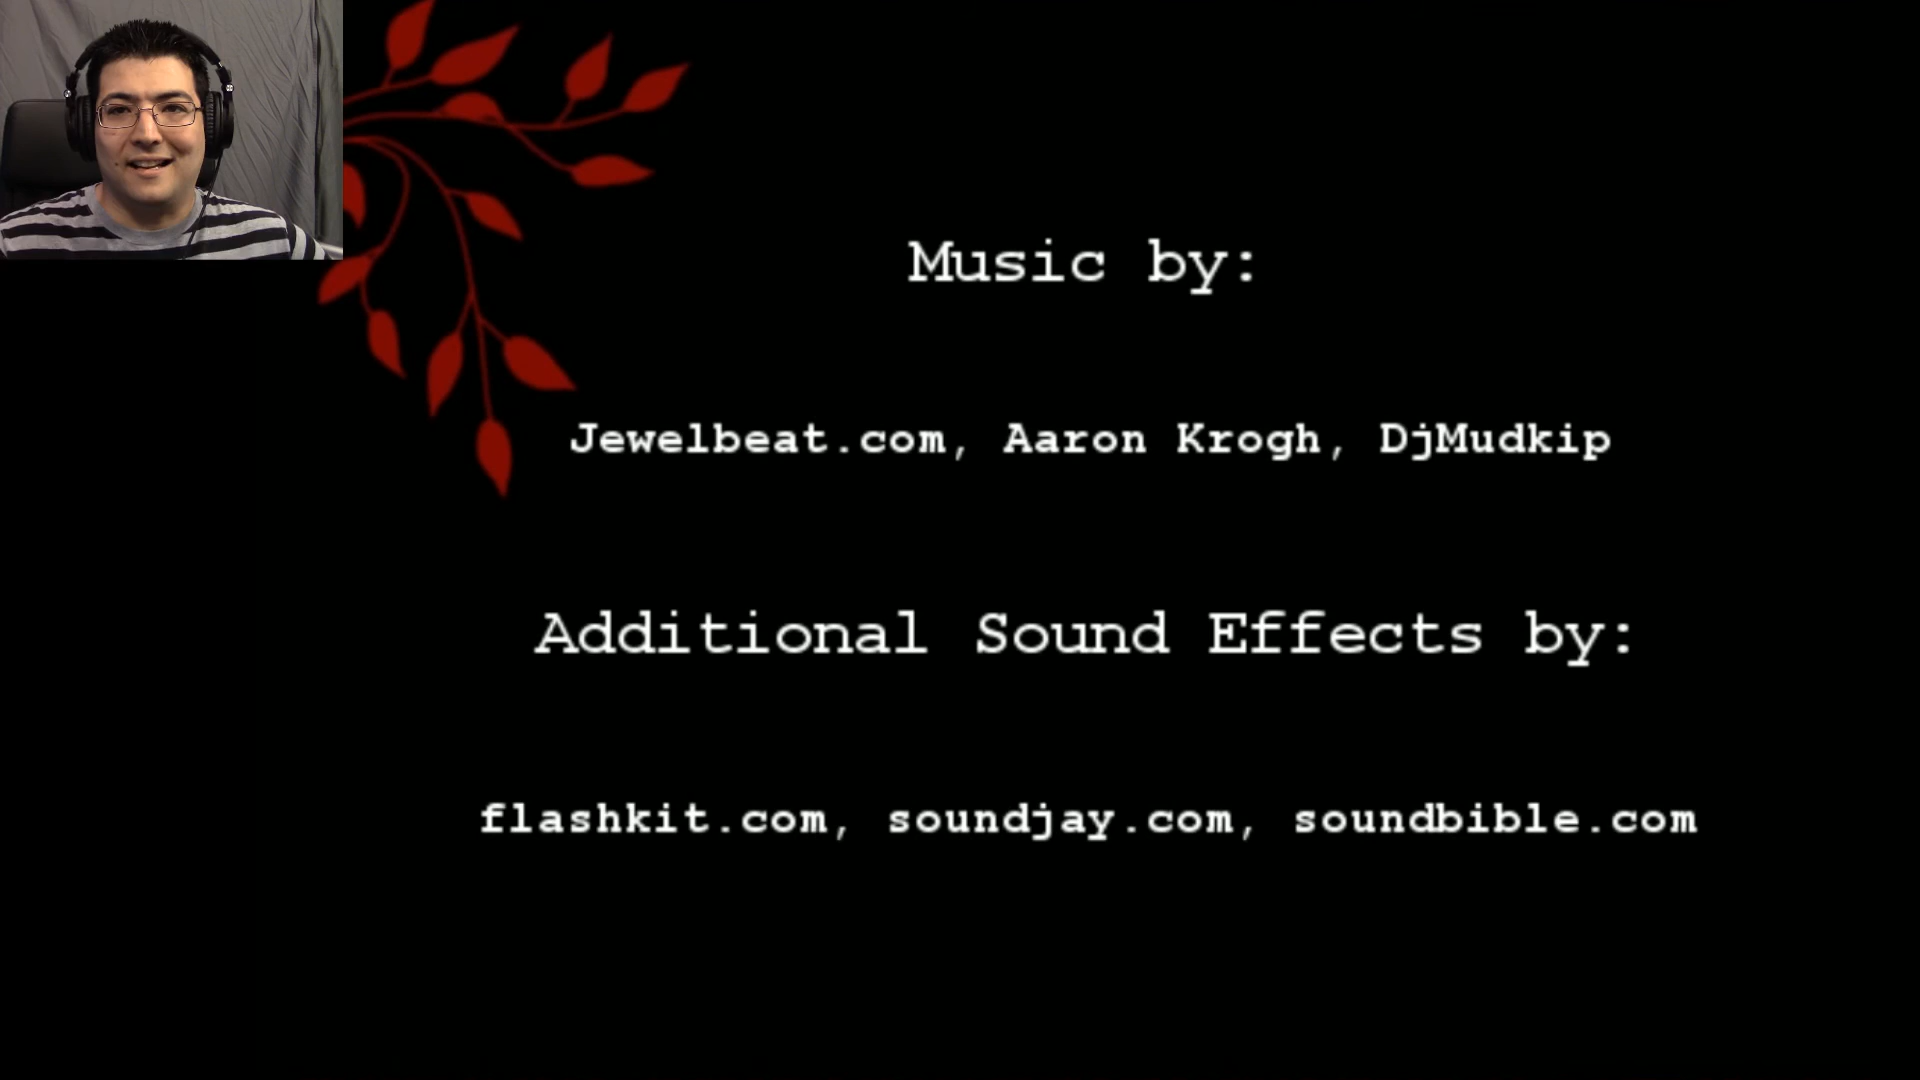 Music by:
Jewelbeat.com, Aaron Krogh, DjMudkip
Additional Sound Effects by:
flashkit.com, soundjay.com, soundbible.com